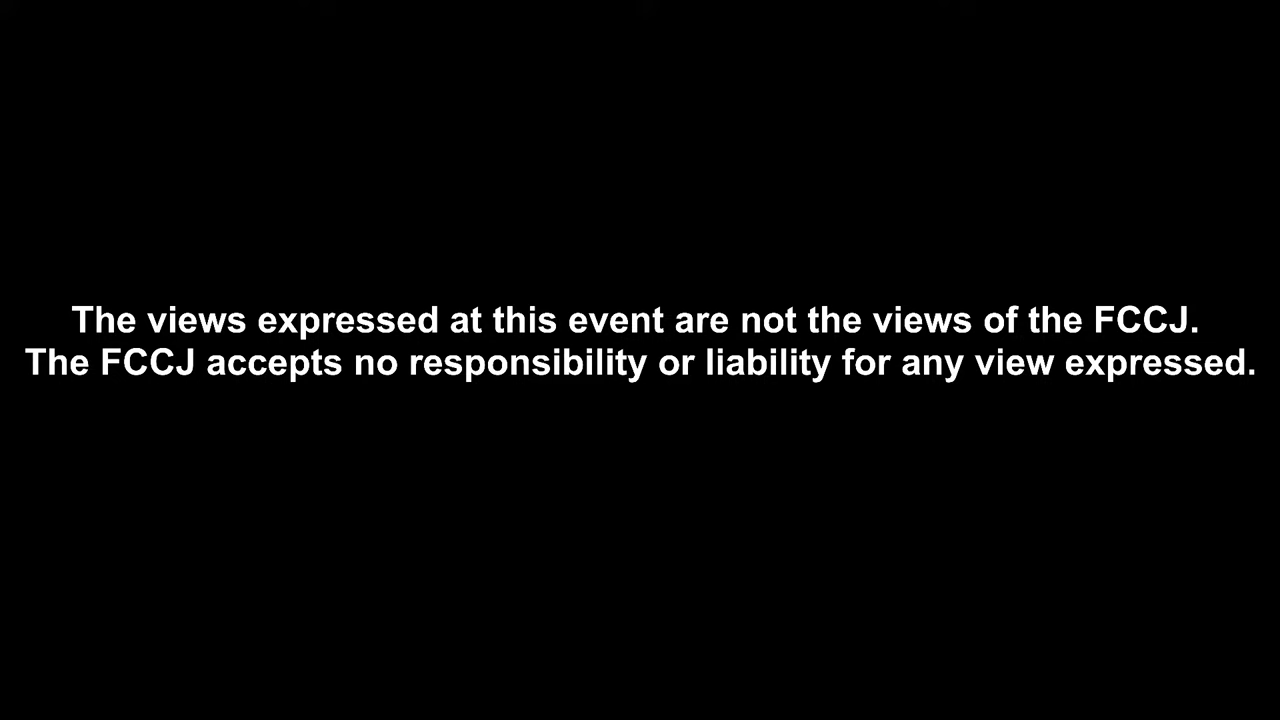 The views expressed at this event are not the views of the FCCJ.
The FCCJ accepts no responsibility or liability for any view expressed.